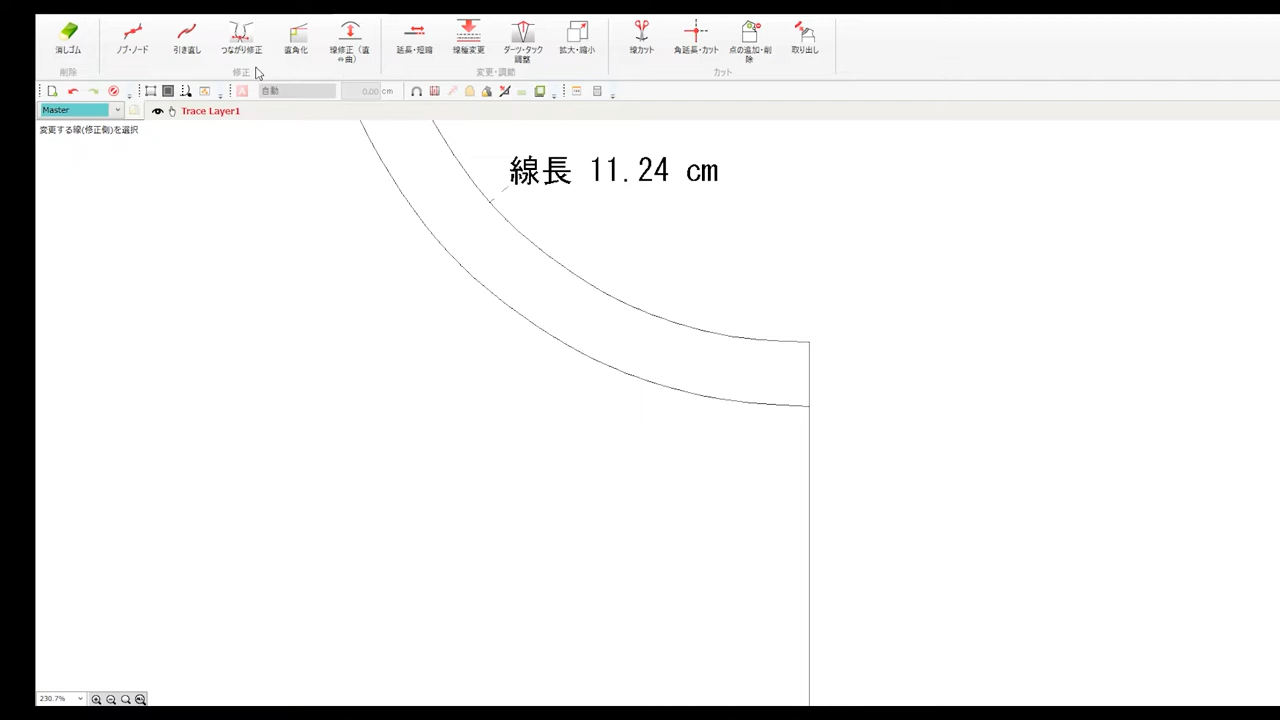 消しゴム
ノブ・ノード
引き直し
つながり修正
直角化
線修正（直
⇔曲）
延長・短縮
線種変更
ダーツ・タック
調整
拡大・縮小
線カット
角延長・カット
点の追加・削
除
取り出し
削除
修正
変更・調節
カット
A
自動
0.00
cm
Master
Trace Layer1
変更する線(修正側)を選択
線長 11.24 cm
230.7%